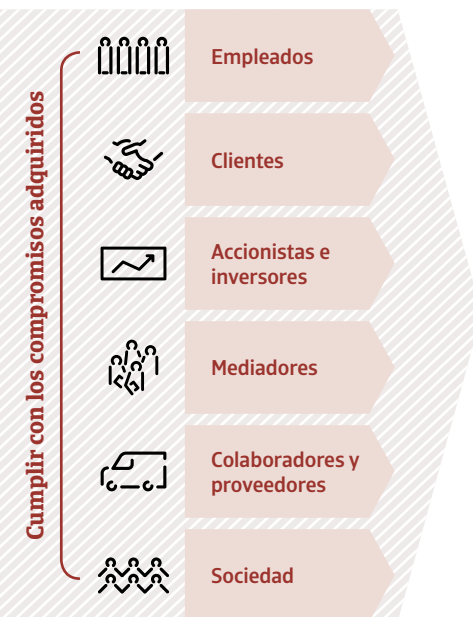 Cumplir con los compromisos adquiridos
Empleados
Clientes
Accionistas e
inversores
Mediadores
Colaboradores y
proveedores
Sociedad